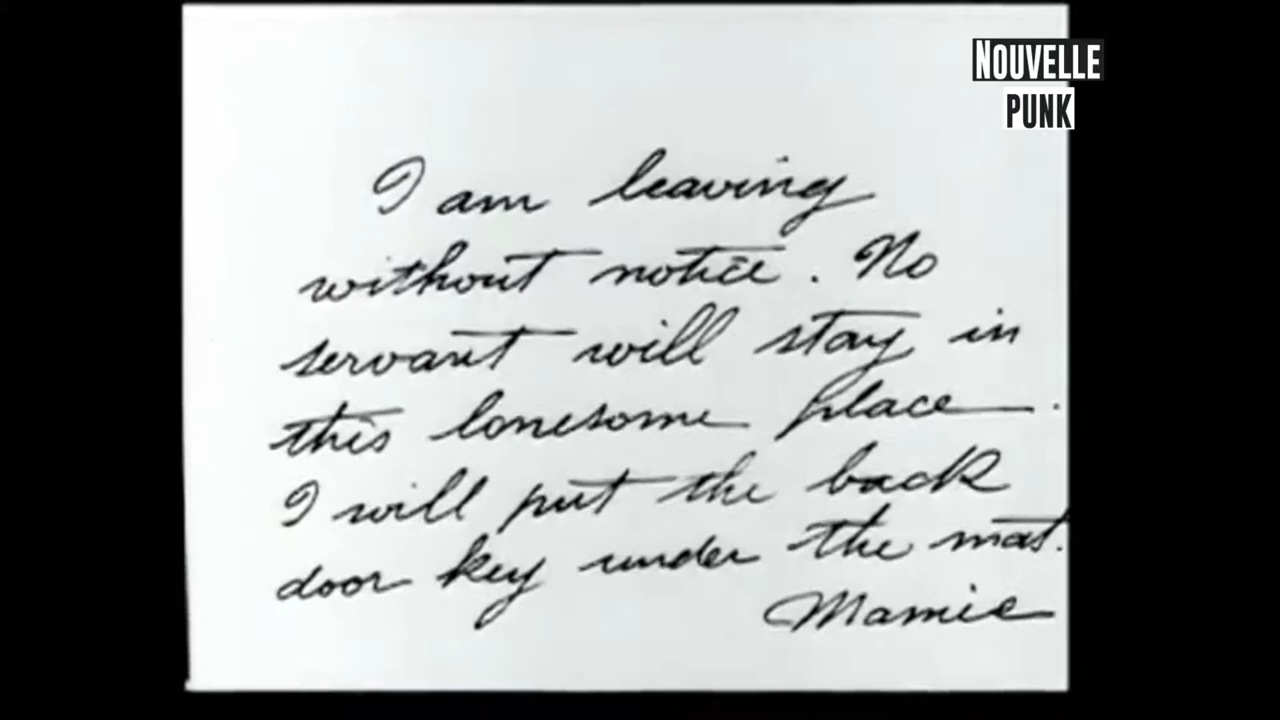 NOUVELLE
PUNK
I am leaving
without notice. No
servant will stay in
this lonesome place.
I will put the back
door key under the mat.
Mamie